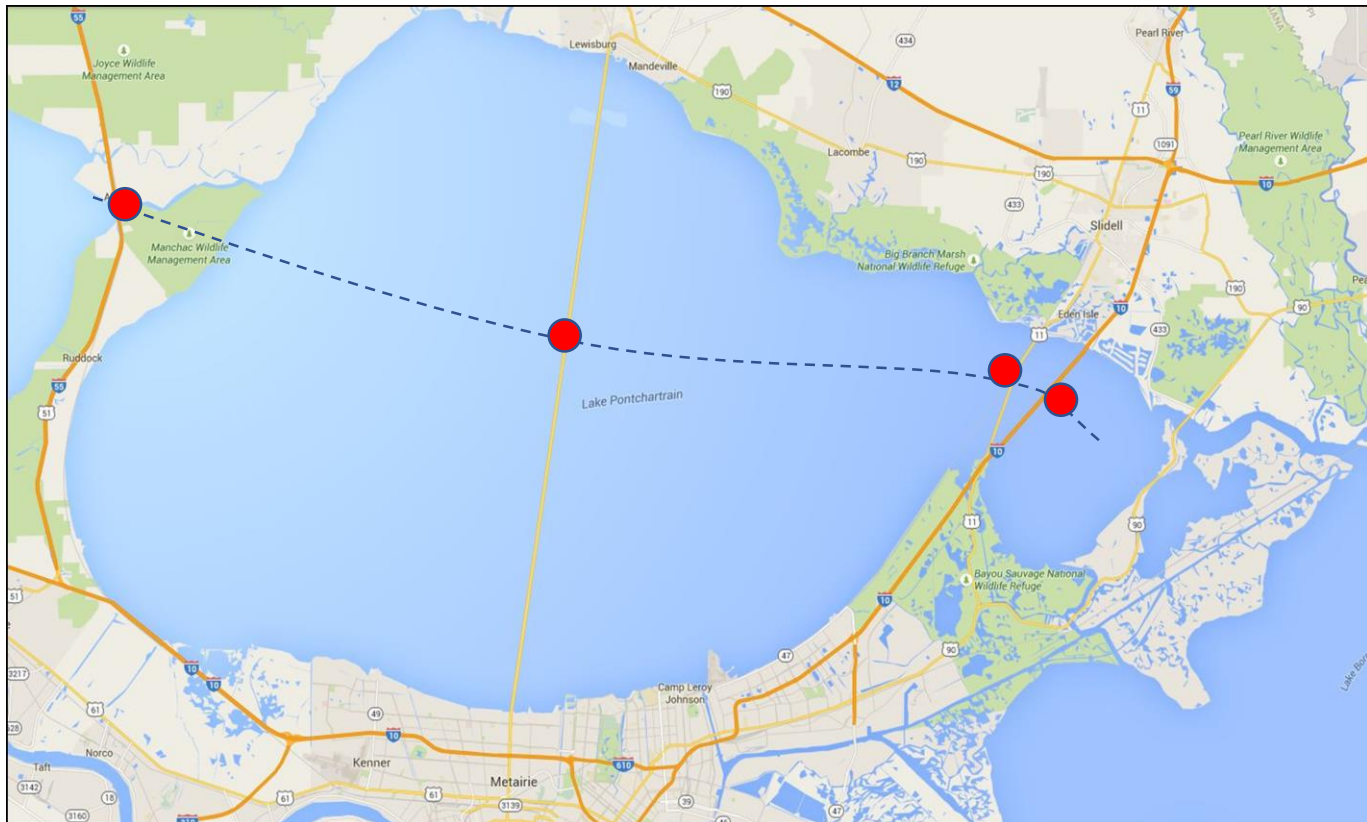 55
Joyce Wildlife
Management Area
Lewisburg
Mandeville
190
434
12
Pearl River
59
11
1091
Pearl River Wildlife
Management Area
10
Lacombe
190
190
433
Slidell
Manchac Wildlife
Management Area
Big Branch Marsh
National Wildlife Refuge
190
90
10
Eden Isle
433
11
Ruddock
55
51
Lake Pontchartrain
10
11
90
Bayou Sauvage National
Wildlife Refuge
10
51
90
47
10
10
3217
61
Camp Leroy
Johnson
49
10
Norco
Taft
Kenner
610
Metairie
3142
18
61
61
3139
39
47
3160